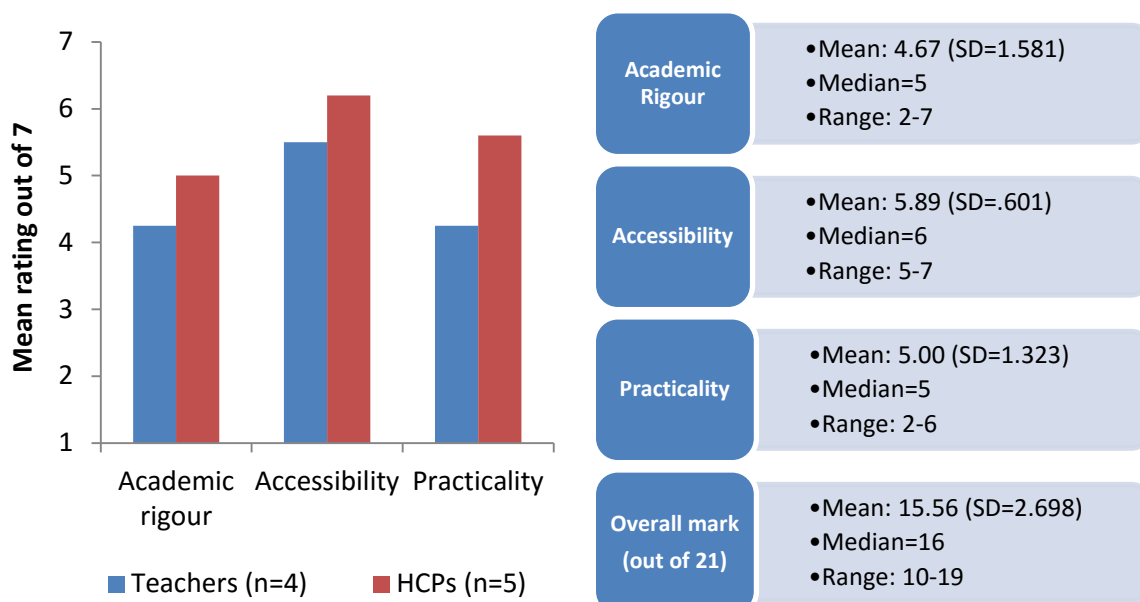 Mean rating out of 7
7
6
5
4
3
2
1
Academic
rigour
Accessibility
Practicality
Teachers (n=4)
HCPs (n=5)
Academic
Rigour
•Mean: 4.67 (SD=1.581)
•Median=5
•Range: 2-7
Accessibility
•Mean: 5.89 (SD=.601)
•Median=6
•Range: 5-7
Practicality
•Mean: 5.00 (SD=1.323)
•Median=5
•Range: 2-6
Overall mark
(out of 21)
•Mean: 15.56 (SD=2.698)
•Median=16
•Range: 10-19